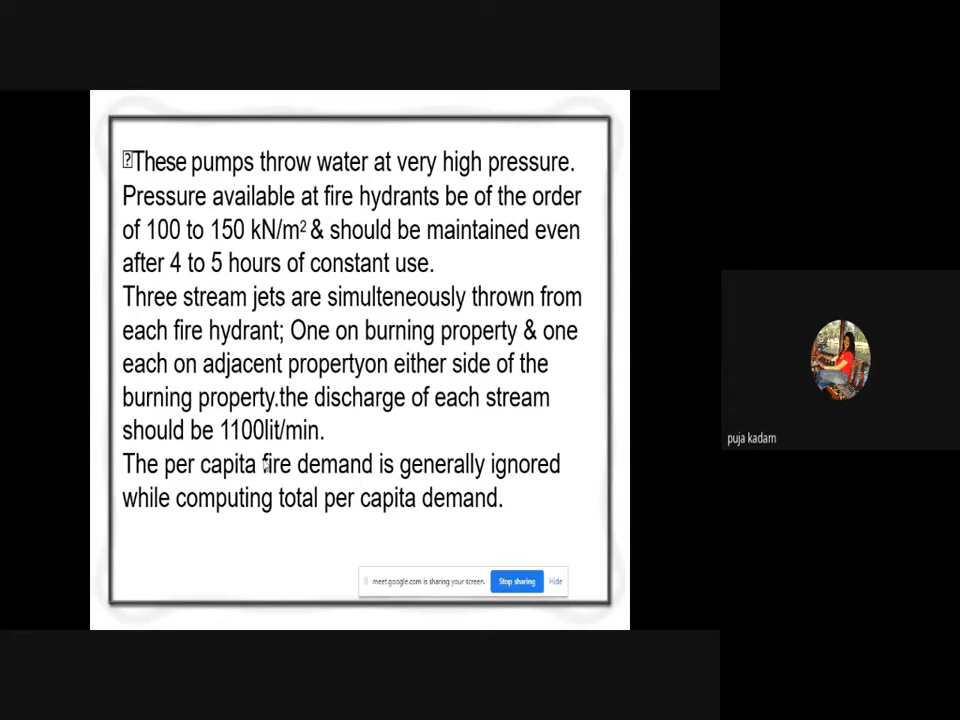 ⍰These pumps throw water at very high pressure.
Pressure available at fire hydrants be of the order
of 100 to 150 kN/m² & should be maintained even
after 4 to 5 hours of constant use.
Three stream jets are simulteneously thrown from
each fire hydrant; One on burning property & one
each on adjacent propertyon either side of the
burning property.the discharge of each stream
should be 1100lit/min.
The per capita fire demand is generally ignored
while computing total per capita demand.
meet.google.com is sharing your screen. Stop sharing Hide
puja kadam